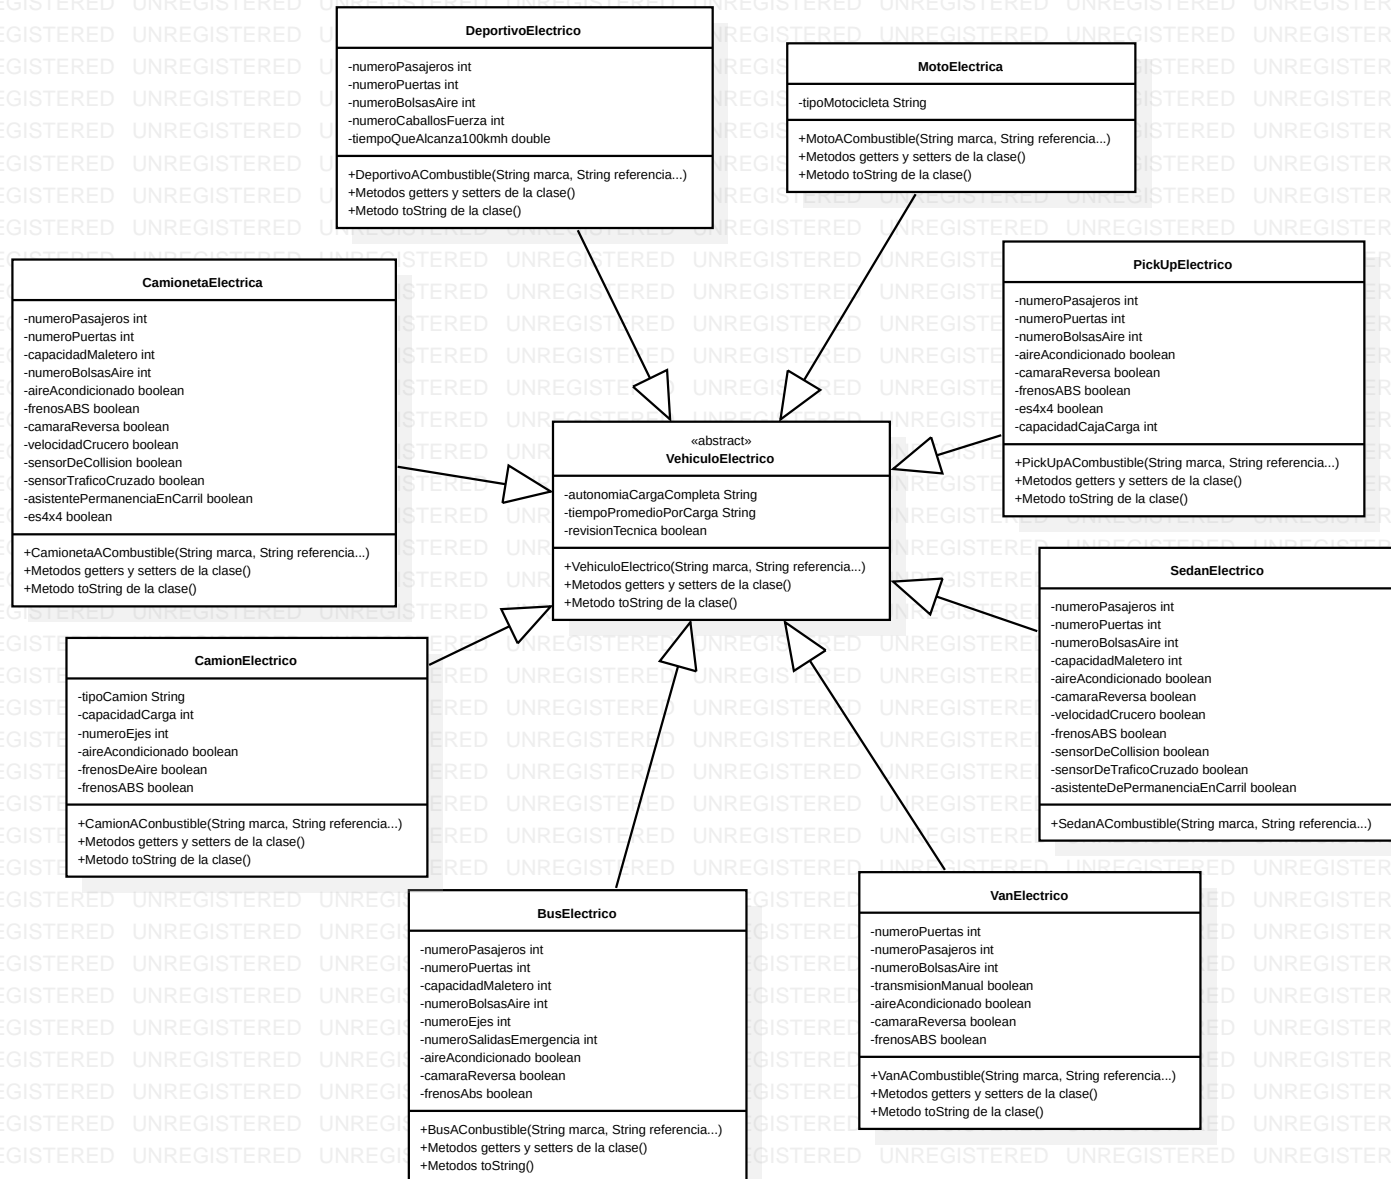 DeportivoElectrico
-numeroPasajeros int
-numeroPuertas int
-numeroBolsasAire int
-numeroCaballosFuerza int
-tiempoQueAlcanza100kmh double
+DeportivoACombustible(String marca, String referencia...)
+Metodos getters y setters de la clase()
+Metodo toString de la clase()
MotoElectrica
-tipoMotocicleta String
+MotoACombustible(String marca, String referencia...)
+Metodos getters y setters de la clase()
+Metodo toString de la clase()
CamionetaElectrica
-numeroPasajeros int
-numeroPuertas int
-capacidadMaletero int
-numeroBolsasAire int
-aireAcondicionado boolean
-frenosABS boolean
-camaraReversa boolean
-velocidadCrucero boolean
-sensorDeCollision boolean
-sensorTraficoCruzado boolean
-asistentePermanenciaEnCarril boolean
-es4x4 boolean
+CamionetaACombustible(String marca, String referencia...)
+Metodos getters y setters de la clase()
+Metodo toString de la clase()
PickUpElectrico
-numeroPasajeros int
-numeroPuertas int
-numeroBolsasAire int
-aireAcondicionado boolean
-camaraReversa boolean
-frenosABS boolean
-es4x4 boolean
-capacidadCajaCarga int
+PickUpACombustible(String marca, String referencia...)
+Metodos getters y setters de la clase()
+Metodo toString de la clase()
«abstract»
VehiculoElectrico
-autonomiaCargaCompleta String
-tiempoPromedioPorCarga String
-revisionTecnica boolean
+VehiculoElectrico(String marca, String referencia...)
+Metodos getters y setters de la clase()
+Metodo toString de la clase()
SedanElectrico
-numeroPasajeros int
-numeroPuertas int
-numeroBolsasAire int
-capacidadMaletero int
-aireAcondicionado boolean
-camaraReversa boolean
-velocidadCrucero boolean
-frenosABS boolean
-sensorDeCollision boolean
-sensorDeTraficoCruzado boolean
-asistenteDePermanenciaEnCarril boolean
+SedanACombustible(String marca, String referencia...)
CamionElectrico
-tipoCamion String
-capacidadCarga int
-numeroEjes int
-aireAcondicionado boolean
-frenosDeAire boolean
-frenosABS boolean
+CamionAConbustible(String marca, String referencia...)
+Metodos getters y setters de la clase()
+Metodo toString de la clase()
BusElectrico
-numeroPasajeros int
-numeroPuertas int
-capacidadMaletero int
-numeroBolsasAire int
-numeroEjes int
-numeroSalidasEmergencia int
-aireAcondicionado boolean
-camaraReversa boolean
-frenosAbs boolean
+BusAConbustible(String marca, String referencia...)
+Metodos getters y setters de la clase()
+Metodos toString()
VanElectrico
-numeroPuertas int
-numeroPasajeros int
-numeroBolsasAire int
-transmisionManual boolean
-aireAcondicionado boolean
-camaraReversa boolean
-frenosABS boolean
+VanACombustible(String marca, String referencia...)
+Metodos getters y setters de la clase()
+Metodo toString de la clase()
UNREGISTERED